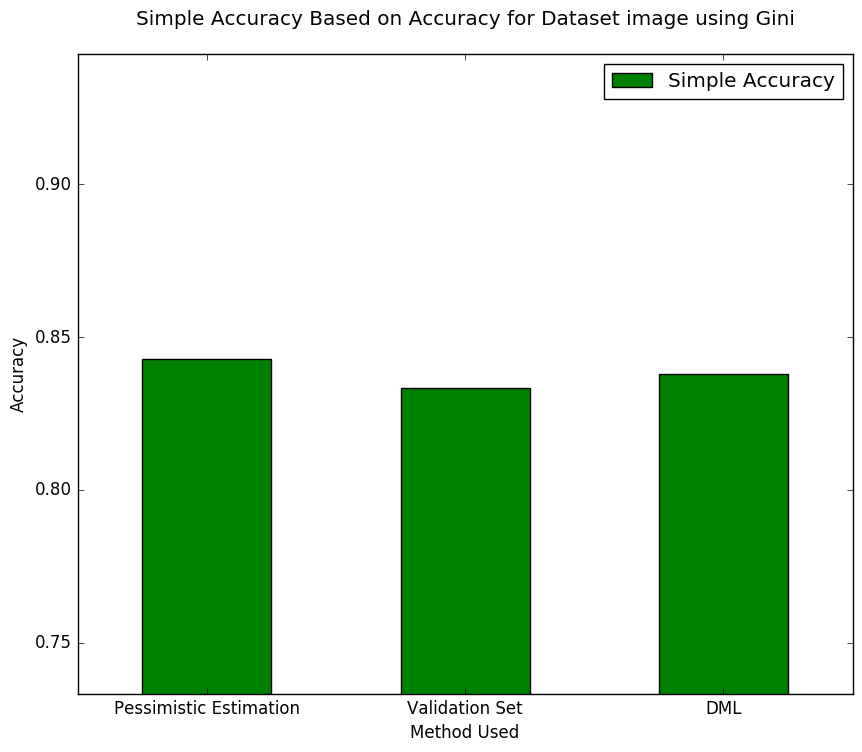 Simple Accuracy Based on Accuracy for Dataset image using Gini
Simple Accuracy
0.90
0.85
0.80
0.75
Accuracy
Pessimistic Estimation
Validation Set
DML
Method Used